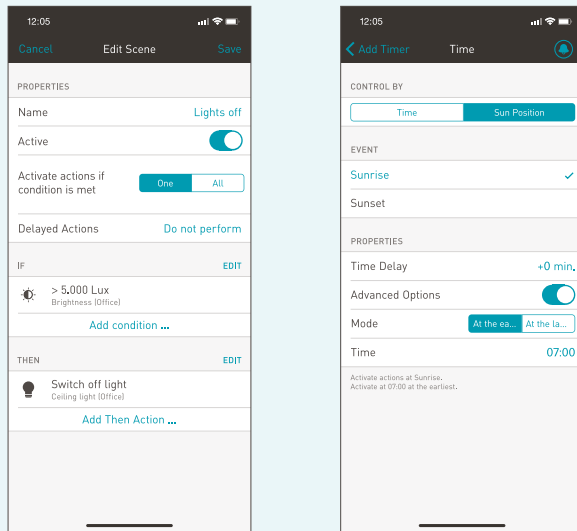 12:05
Cancel Edit Scene Save
PROPERTIES
Name Lights off
Active
Activate actions if
condition is met
One All
Delayed Actions Do not perform
IF EDIT
> 5.000 Lux
Brightness (Office)
Add condition ...
THEN EDIT
Switch off light
Ceiling light (Office)
Add Then Action ...
12:05
Add Timer Time
CONTROL BY
Time Sun Position
EVENT
Sunrise
Sunset
PROPERTIES
Time Delay +0 min.
Advanced Options
Mode At the ea... At the la...
Time 07:00
Activate actions at Sunrise.
Activate at 07:00 at the earliest.